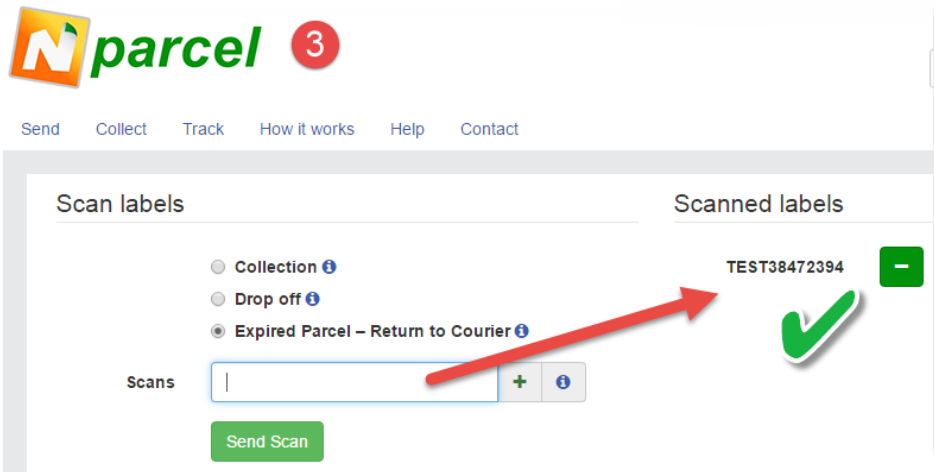 N parcel 3
Send Collect Track How it works Help Contact
Scan labels
Collection
Drop off
Expired Parcel – Return to Courier
Scans
Send Scan
Scanned labels
TEST38472394